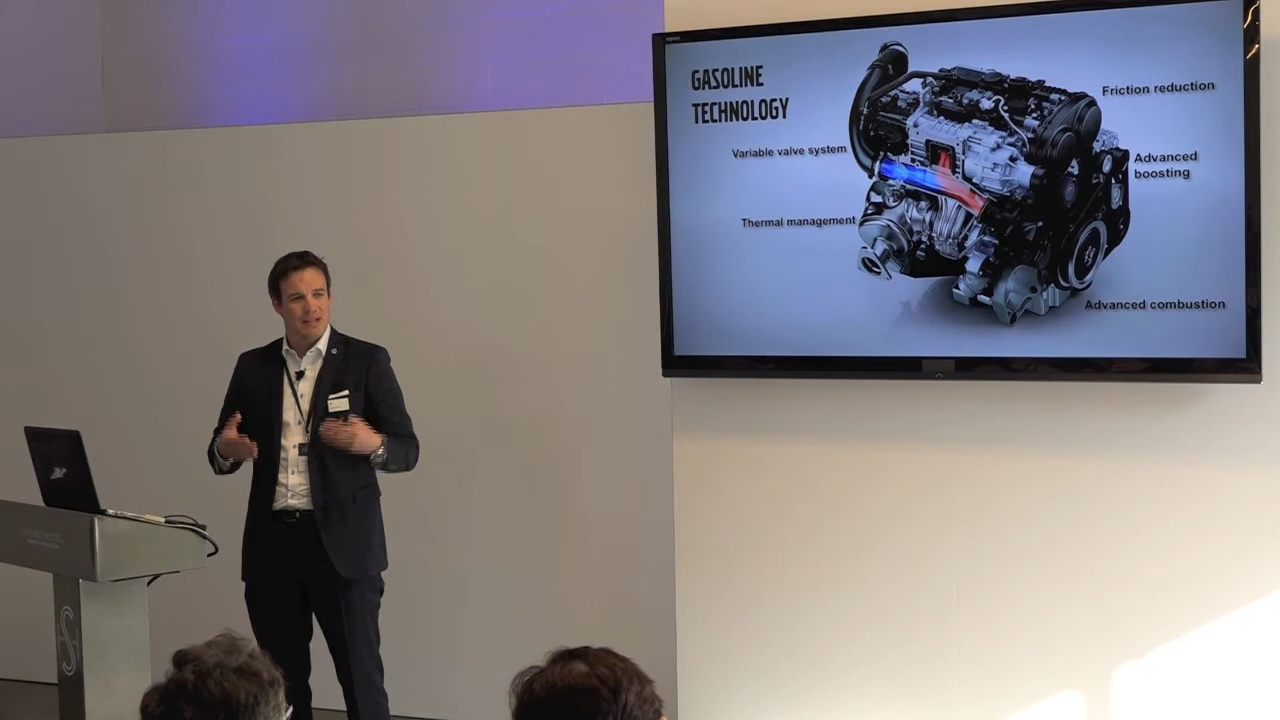 GASOLINE
TECHNOLOGY
Friction reduction
Variable valve system
Advanced
boosting
Thermal management
Advanced combustion